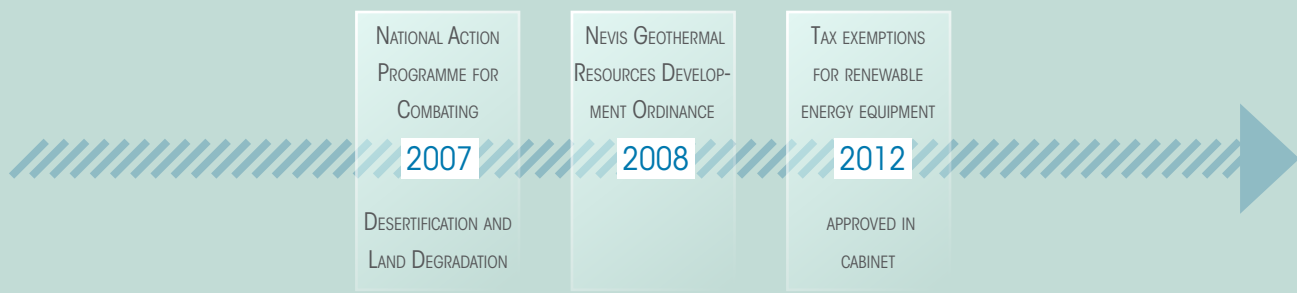 National Action
Programme for
Combating
2007
Desertification and
Land Degradation
Nevis Geothermal
Resources Develop-
ment Ordinance
2008
Tax exemptions
for renewable
energy equipment
2012
approved in
cabinet